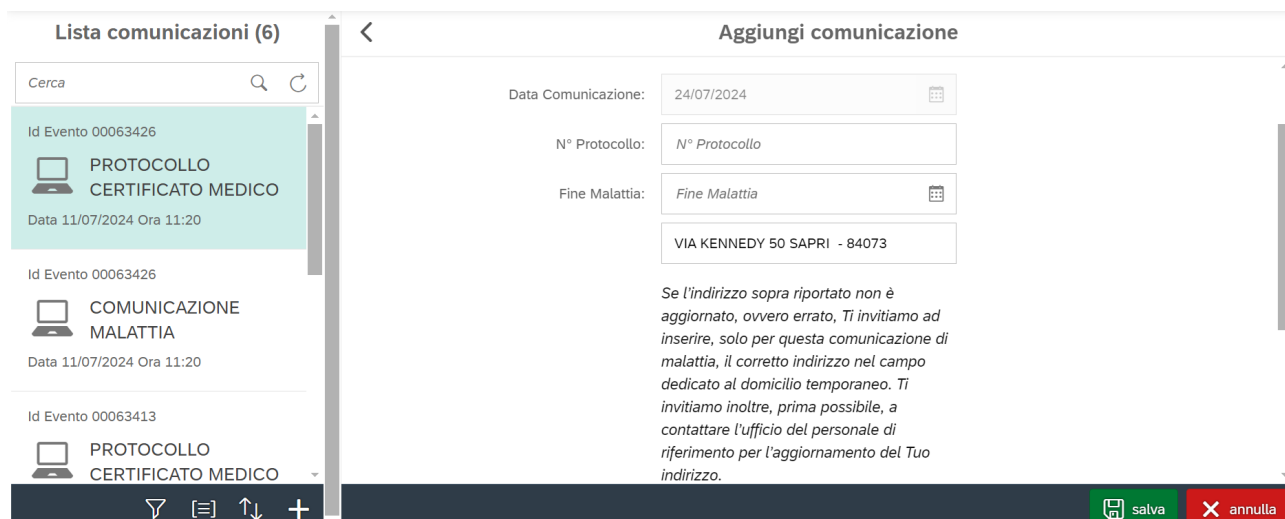 Lista comunicazioni (6)
Cerca
Id Evento 00063426
PROTOCOLLO
CERTIFICATO MEDICO
Data 11/07/2024 Ora 11:20
Id Evento 00063426
COMUNICAZIONE
MALATTIA
Data 11/07/2024 Ora 11:20
Id Evento 00063413
PROTOCOLLO
CERTIFICATO MEDICO
Aggiungi comunicazione
Data Comunicazione: 24/07/2024
N° Protocollo: N° Protocollo
Fine Malattia: Fine Malattia
VIA KENNEDY 50 SAPRI - 84073
Se l'indirizzo sopra riportato non è
aggiornato, ovvero errato, Ti invitiamo ad
inserire, solo per questa comunicazione di
malattia, il corretto indirizzo nel campo
dedicato al domicilio temporaneo. Ti
invitiamo inoltre, prima possibile, a
contattare l'ufficio del personale di
riferimento per l'aggiornamento del Tuo
indirizzo.
salva annulla